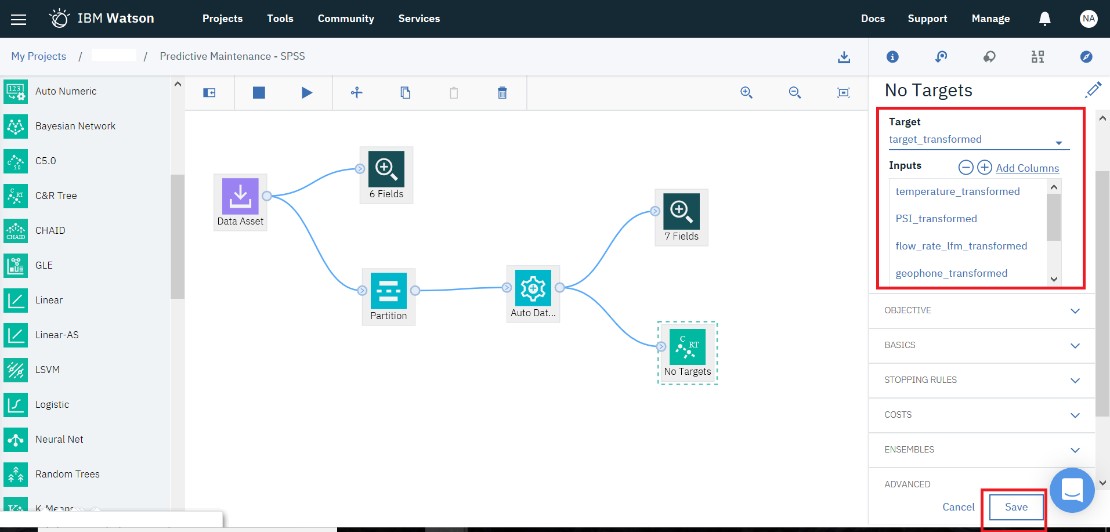 IBM Watson
Projects Tools Community Services
Docs Support Manage NA
My Projects / / Predictive Maintenance - SPSS
Auto Numeric
Bayesian Network
C5.0
C&R Tree
CHAID
GLE
Linear
Linear-AS
LSVM
Logistic
Neural Net
Random Trees
6 Fields
Data Asset
7 Fields
Partition
Auto Dat...
C RT
No Targets
No Targets
Target
target_transformed
Inputs
Add Columns
temperature_transformed
PSI_transformed
flow_rate_lfm_transformed
geophone_transformed
OBJECTIVE
BASICS
STOPPING RULES
COSTS
ENSEMBLES
ADVANCED
Cancel Save